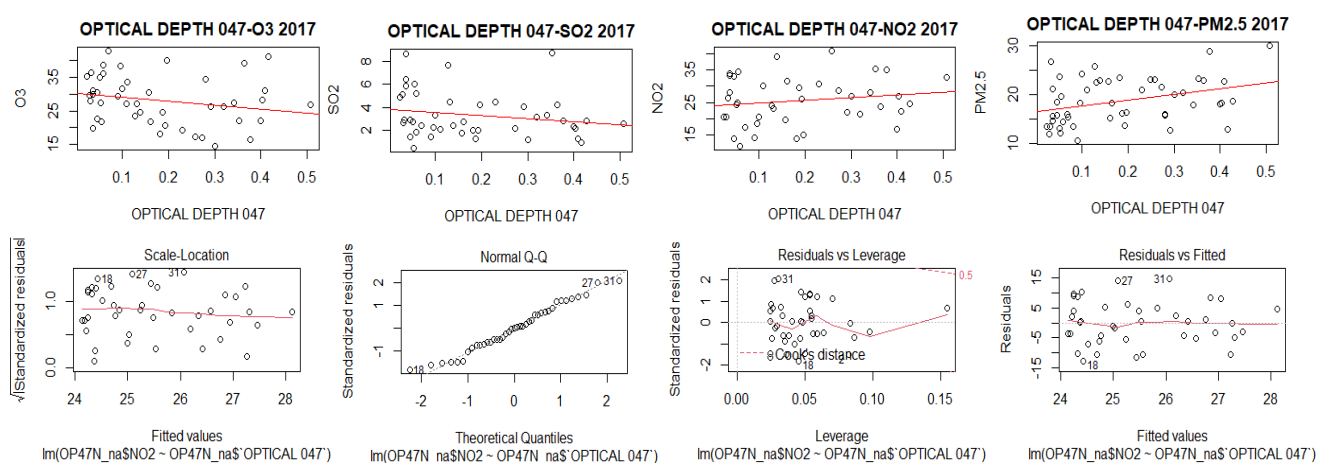 OPTICAL DEPTH 047-O3 2017
O3
15 25 35
0.1 0.2 0.3 0.4 0.5
OPTICAL DEPTH 047
OPTICAL DEPTH 047-SO2 2017
SO2
2 4 6 8
0.1 0.2 0.3 0.4 0.5
OPTICAL DEPTH 047
OPTICAL DEPTH 047-NO2 2017
NO2
15 25 35
0.1 0.2 0.3 0.4 0.5
OPTICAL DEPTH 047
OPTICAL DEPTH 047-PM2.5 2017
PM2.5
10 20 30
0.1 0.2 0.3 0.4 0.5
OPTICAL DEPTH 047
Scale-Location
√|Standardized residuals|
0.0 1.0
18 27 31
24 25 26 27 28
Fitted values
lm(OP47N_na$NO2 ~ OP47N_na$`OPTICAL 047`)
Normal Q-Q
Standardized residuals
-1 1 2
18 27 31
-2 -1 0 1 2
Theoretical Quantiles
lm(OP47N_na$NO2 ~ OP47N_na$`OPTICAL 047`)
Residuals vs Leverage
Standardized residuals
-2 -1 0 1 2
31
0.5
Cook's distance
18 2
0.00 0.05 0.10 0.15
Leverage
lm(OP47N_na$NO2 ~ OP47N_na$`OPTICAL 047`)
Residuals vs Fitted
Residuals
-15 -5 5 15
18 27 31
24 25 26 27 28
Fitted values
lm(OP47N_na$NO2 ~ OP47N_na$`OPTICAL 047`)